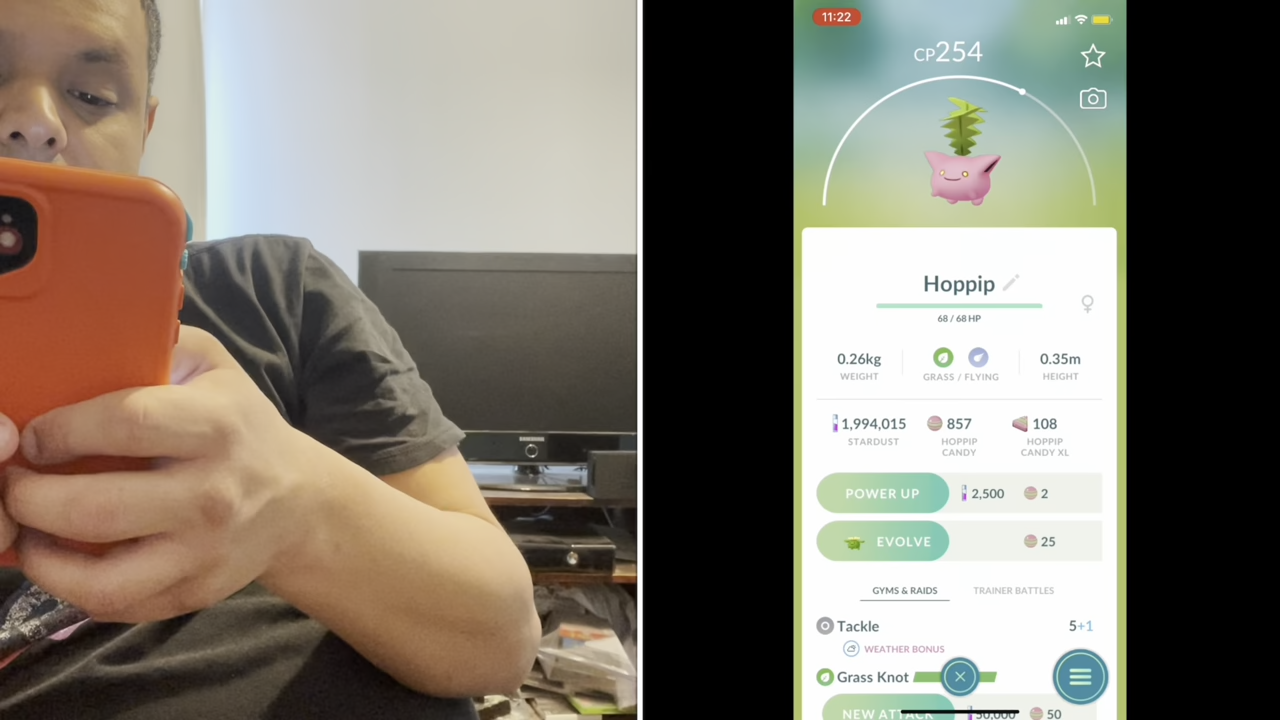 11:22
CP254
Hoppip
68 / 68 HP
0.26kg
WEIGHT
GRASS / FLYING
0.35m
HEIGHT
1,994,015
STARDUST
857
HOPPIP
CANDY
108
HOPPIP
CANDY XL
POWER UP 2,500 2
EVOLVE 25
GYMS & RAIDS TRAINER BATTLES
Tackle 5+1
WEATHER BONUS
Grass Knot
NEW ATTACK 50,000 50